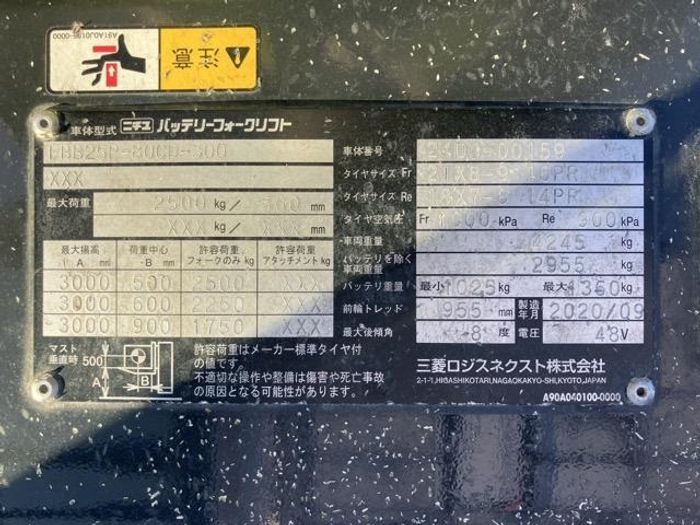 注意
A91A0J0105-0000
車体型式 ニチユ バッテリーフォークリフト
FBB25P-80CD-300
XXX
最大荷重 2500 kg/ mm
XXX kg/ XXX mm
最大揚高 A mm 荷重中心 B mm 許容荷重 フォークのみ kg 許容荷重 アタッチメント kg
3000 500 2500 XXX
3000 600 2250 XXX
3000 900 1750 XXX
マスト垂直時 500 A B
許容荷重はメーカー標準タイヤ付
の値です。
不適切な操作や整備は傷害や死亡事故
の原因となる可能性があります。
車体番号 00159
タイヤサイズ Fr 21X8-9
タイヤサイズ Re 14PR
タイヤ空気圧 Fr kPa Re 900 kPa
車両重量 4245 kg
バッテリを除く車両重量 2955 kg
バッテリ重量 最小 1025 kg 最大 1360 kg
前輪トレッド 955 mm 製造年月 2020/09
最大後傾角 8 度 電圧 48 V
三菱ロジスネクスト株式会社
2-1-1,HIGASHIKOTARI,NAGAOKAKYO-SHI,KYOTO,JAPAN
A90A040100-0000